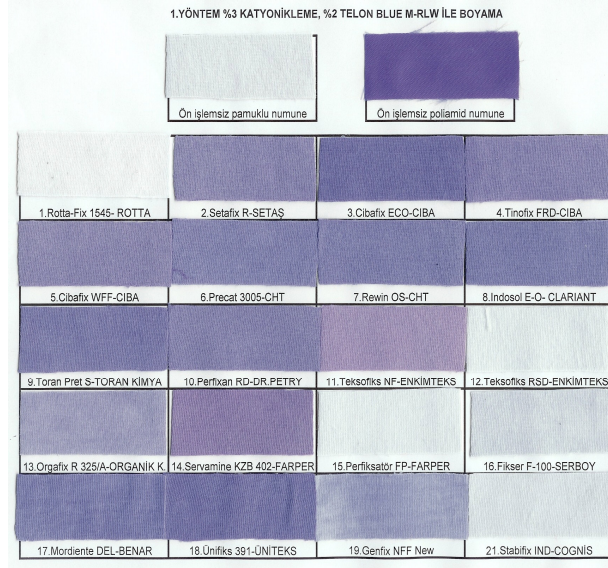 1.YÖNTEM %3 KATYONİKLEME, %2 TELON BLUE M-RLW İLE BOYAMA
Ön işlemsiz pamuklu numune
Ön işlemsiz poliamid numune
1.Rotta-Fix 1545- ROTTA
2.Setafix R-SETAŞ
3.Cibafix ECO-CIBA
4.Tinofix FRD-CIBA
5.Cibafix WFF-CIBA
6.Precat 3005-CHT
7.Rewin OS-CHT
8.Indosol E-O- CLARIANT
9.Toran Pret S-TORAN KİMYA
10.Perfixan RD-DR.PETRY
11.Teksofiks NF-ENKİMTEKS
12.Teksofiks RSD-ENKİMTEKS
13.Orgafix R 325/A-ORGANİK K.
14.Servamine KZB 402-FARPER
15.Perfiksatör FP-FARPER
16.Fikser F-100-SERBOY
17.Mordiente DEL-BENAR
18.Ünifiks 391-ÜNİTEKS
19.Genfix NFF New
21.Stabifix IND-COGNİS